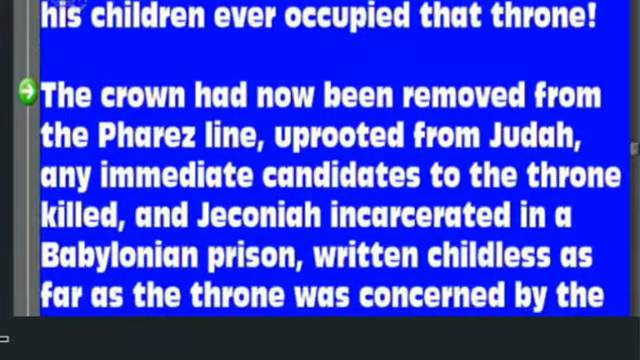 his children ever occupied that throne!
The crown had now been removed from
the Pharez line, uprooted from Judah,
any immediate candidates to the throne
killed, and Jeconiah incarcerated in a
Babylonian prison, written childless as
far as the throne was concerned by the